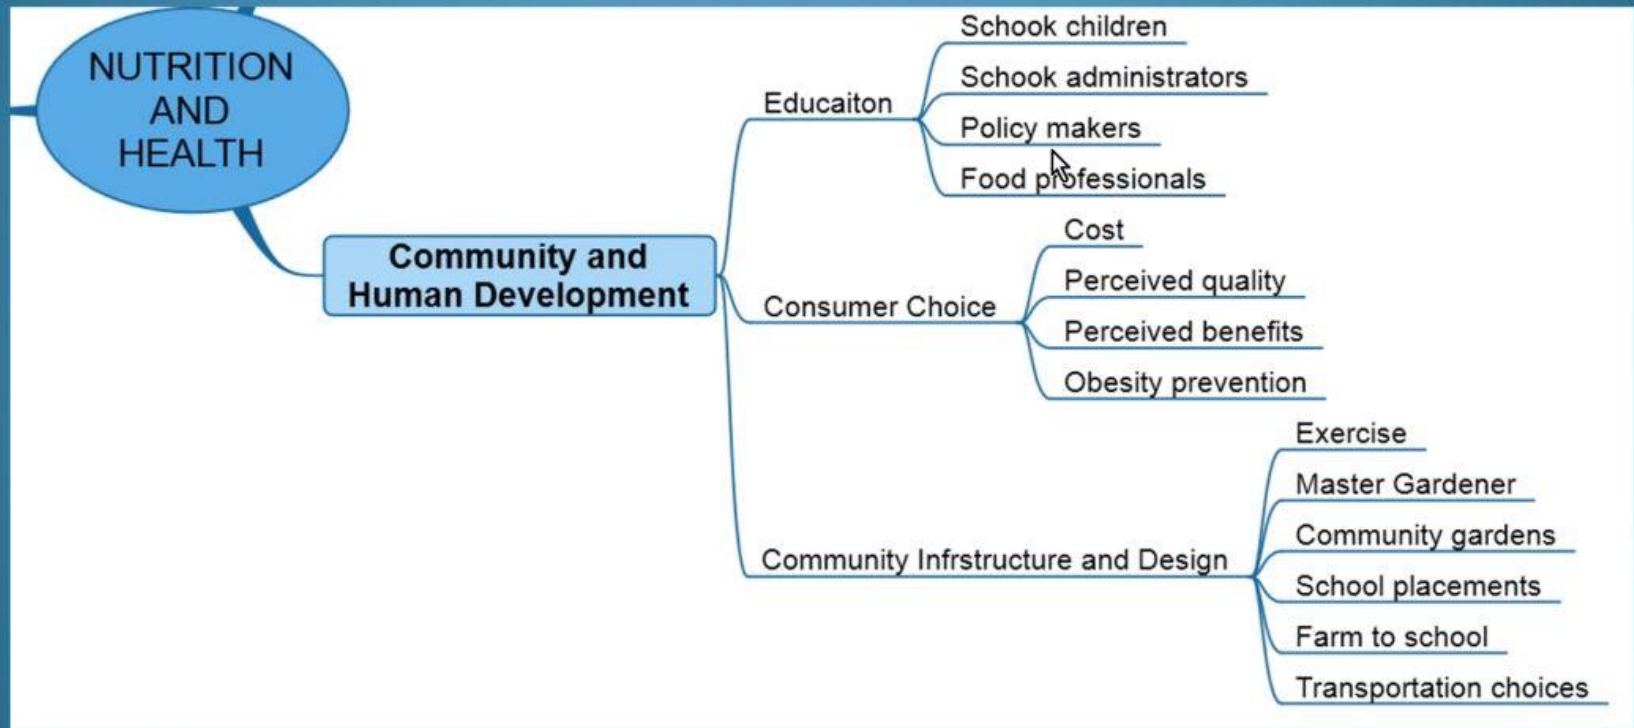 NUTRITION
AND
HEALTH
Community and
Human Development
Educaiton
Schook children
Schook administrators
Policy makers
Food professionals
Consumer Choice
Cost
Perceived quality
Perceived benefits
Obesity prevention
Community Infrstructure and Design
Exercise
Master Gardener
Community gardens
School placements
Farm to school
Transportation choices